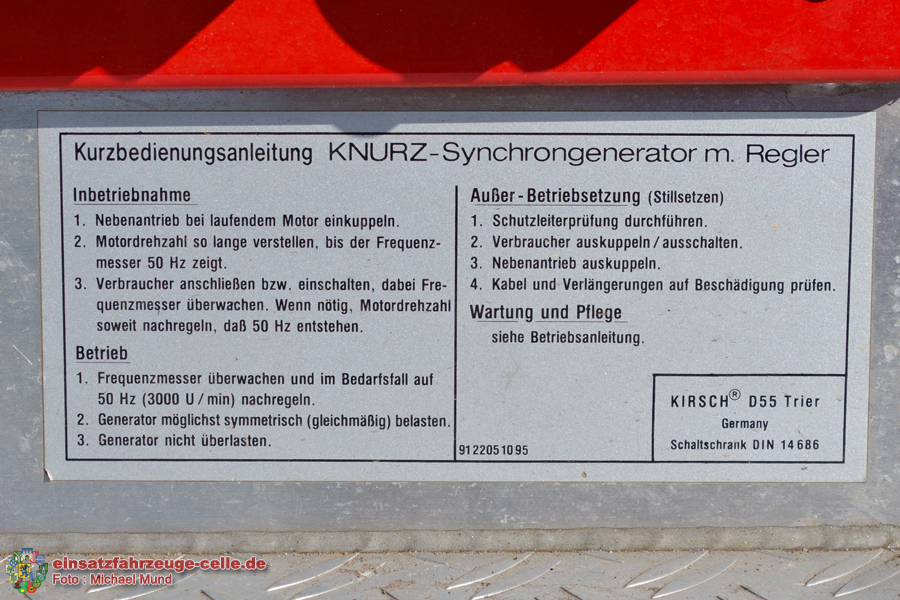 Kurzbedienungsanleitung KNURZ-Synchrongenerator m. Regler
Inbetriebnahme
1. Nebenantrieb bei laufendem Motor einkuppeln.
2. Motordrehzahl so lange verstellen, bis der Frequenz-
messer 50 Hz zeigt.
3. Verbraucher anschließen bzw. einschalten, dabei Fre-
quenzmesser überwachen. Wenn nötig, Motordrehzahl
soweit nachregeln, daß 50 Hz entstehen.
Betrieb
1. Frequenzmesser überwachen und im Bedarfsfall auf
50 Hz (3000 U/min) nachregeln.
2. Generator möglichst symmetrisch (gleichmäßig) belasten.
3. Generator nicht überlasten.
Außer-Betriebsetzung (Stillsetzen)
1. Schutzleiterprüfung durchführen.
2. Verbraucher auskuppeln/ausschalten.
3. Nebenantrieb auskuppeln.
4. Kabel und Verlängerungen auf Beschädigung prüfen.
Wartung und Pflege
siehe Betriebsanleitung.
91 2205 10 95
KIRSCH® D55 Trier
Germany
Schaltschrank DIN 14686
einsatzfahrzeuge-celle.de
Foto : Michael Mund